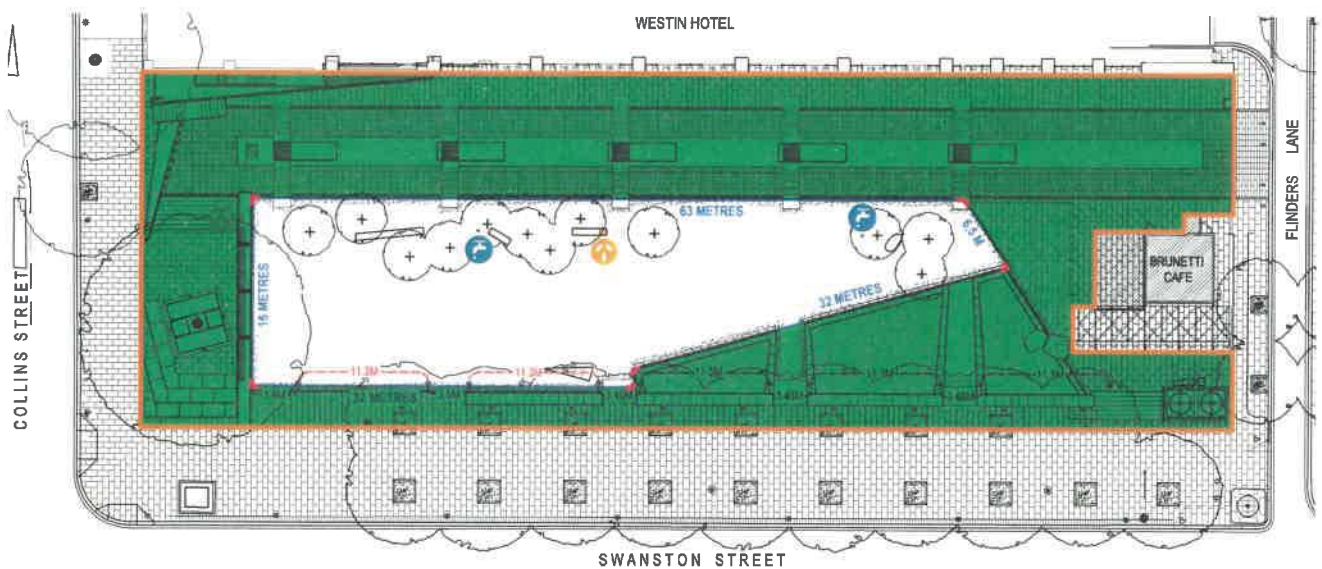 WESTIN HOTEL
COLLINS STREET
FLINDERS LANE
63 METRES
6.5 M
15 METRES
32 METRES
BRUNETTI
CAFE
11.3M
11.3M
32 METRES
SWANSTON STREET